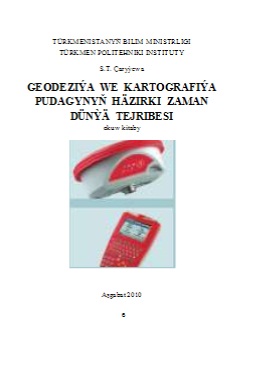 TÜRKMENISTANYŇ BILIM MINISTRLIGI
TÜRKMEN POLITEHNIKI INSTITUTY
S.T. Çaryýewa
GEODEZIÝA WE KARTOGRAFIÝA
PUDAGYNYŇ HÄZIRKI ZAMAN
DÜNÝÄ TEJRIBESI
okuw kitaby
Aşgabat 2010
6